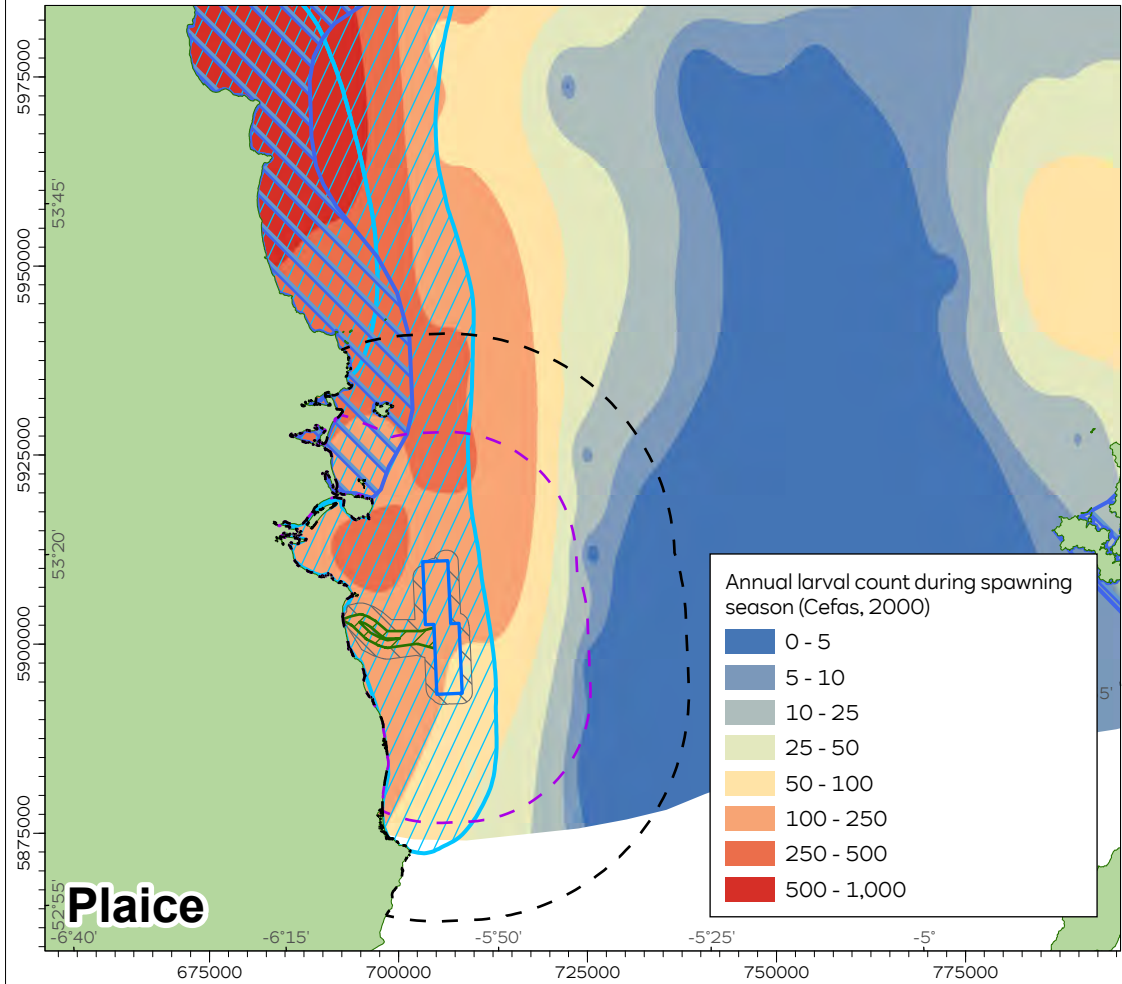 5975000
53°45'
5950000
5925000
53°20'
5900000
5875000
52°55'
Annual larval count during spawning
season (Cefas, 2000)
0 - 5
5 - 10
10 - 25
25 - 50
50 - 100
100 - 250
250 - 500
500 - 1,000
5'
Plaice
-6°40'
-6°15'
-5°50'
-5°25'
-5°
675000
700000
725000
750000
775000